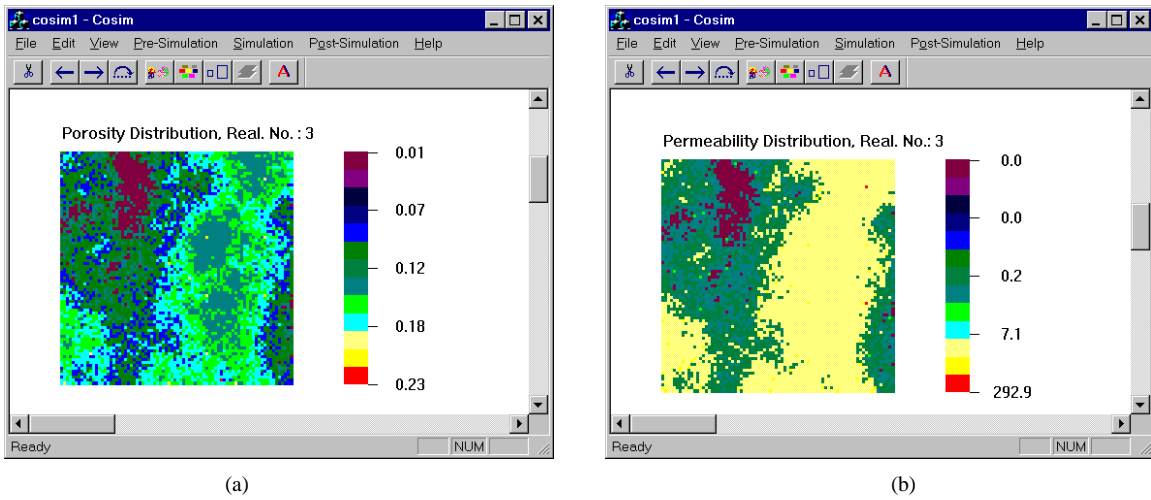 cosim1 - Cosim
File Edit View Pre-Simulation Simulation Post-Simulation Help
A
Porosity Distribution, Real. No. : 3
0.01
0.07
0.12
0.18
0.23
Ready
NUM
(a)
cosim1 - Cosim
File Edit View Pre-Simulation Simulation Post-Simulation Help
A
Permeability Distribution, Real. No.: 3
0.0
0.0
0.2
7.1
292.9
Ready
NUM
(b)